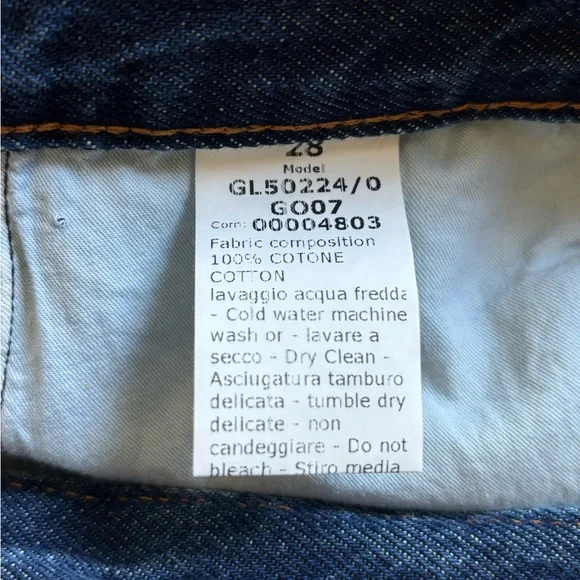 28
Model
GL50224/0
GO07
Com: 00004803
Fabric composition
100% COTONE
COTTON
lavaggio acqua fredda
- Cold water machine
wash or - lavare a
secco - Dry Clean -
Asciugatura tamburo
delicata - tumble dry
delicate - non
candeggiare - Do not
bleach - Stiro media